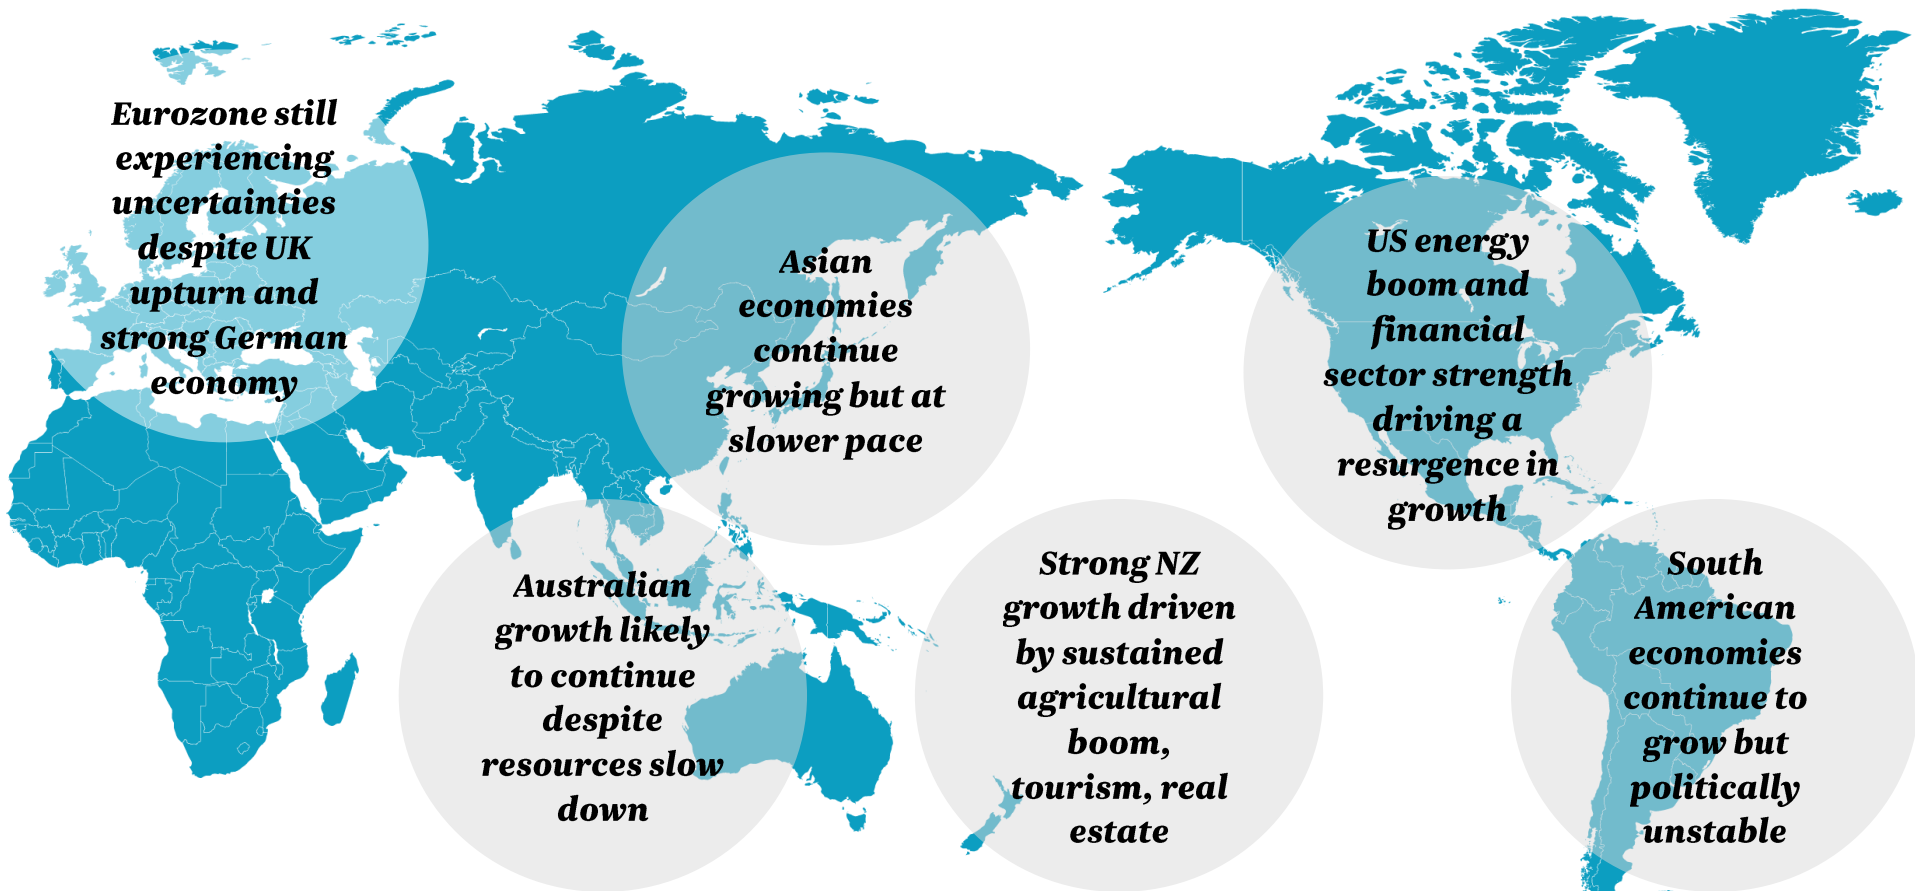 Eurozone still
experiencing
uncertainties
despite UK
upturn and
strong German
economy
Asian
economies
continue
growing but at
slower pace
US energy
boom and
financial
sector strength
driving a
resurgence in
growth
Australian
growth likely
to continue
despite
resources slow
down
Strong NZ
growth driven
by sustained
agricultural
boom,
tourism, real
estate
South
American
economies
continue to
grow but
politically
unstable